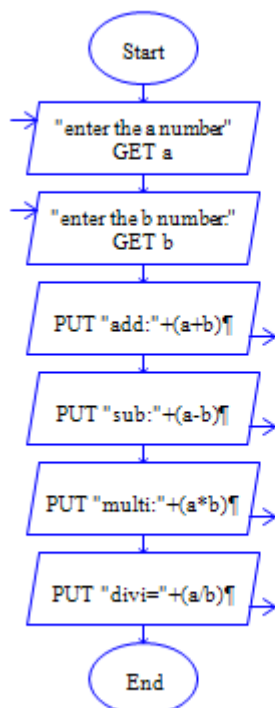 Start
"enter the a number"
GET a
"enter the b number:"
GET b
PUT "add:"+(a+b)¶
PUT "sub:"+(a-b)¶
PUT "multi:"+(a*b)¶
PUT "divi="+(a/b)¶
End